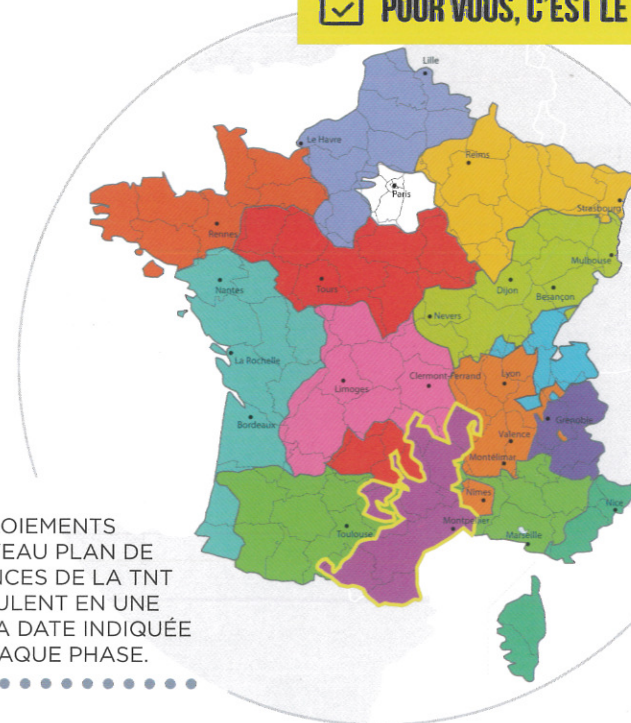 POUR VOUS, C'EST LE
Lille
Le Havre
Reims
Paris
Strasbourg
Rennes
Mulhouse
Nantes
Tours
Dijon
Besançon
Nevers
La Rochelle
Clermont-Ferrand
Lyon
Limoges
Grenoble
Bordeaux
Valence
Montélimar
Nîmes
Nice
Montpellier
Toulouse
Marseille
OIEMENTS
EAU PLAN DE
NCES DE LA TNT
ULENT EN UNE
A DATE INDIQUÉE
AQUE PHASE.